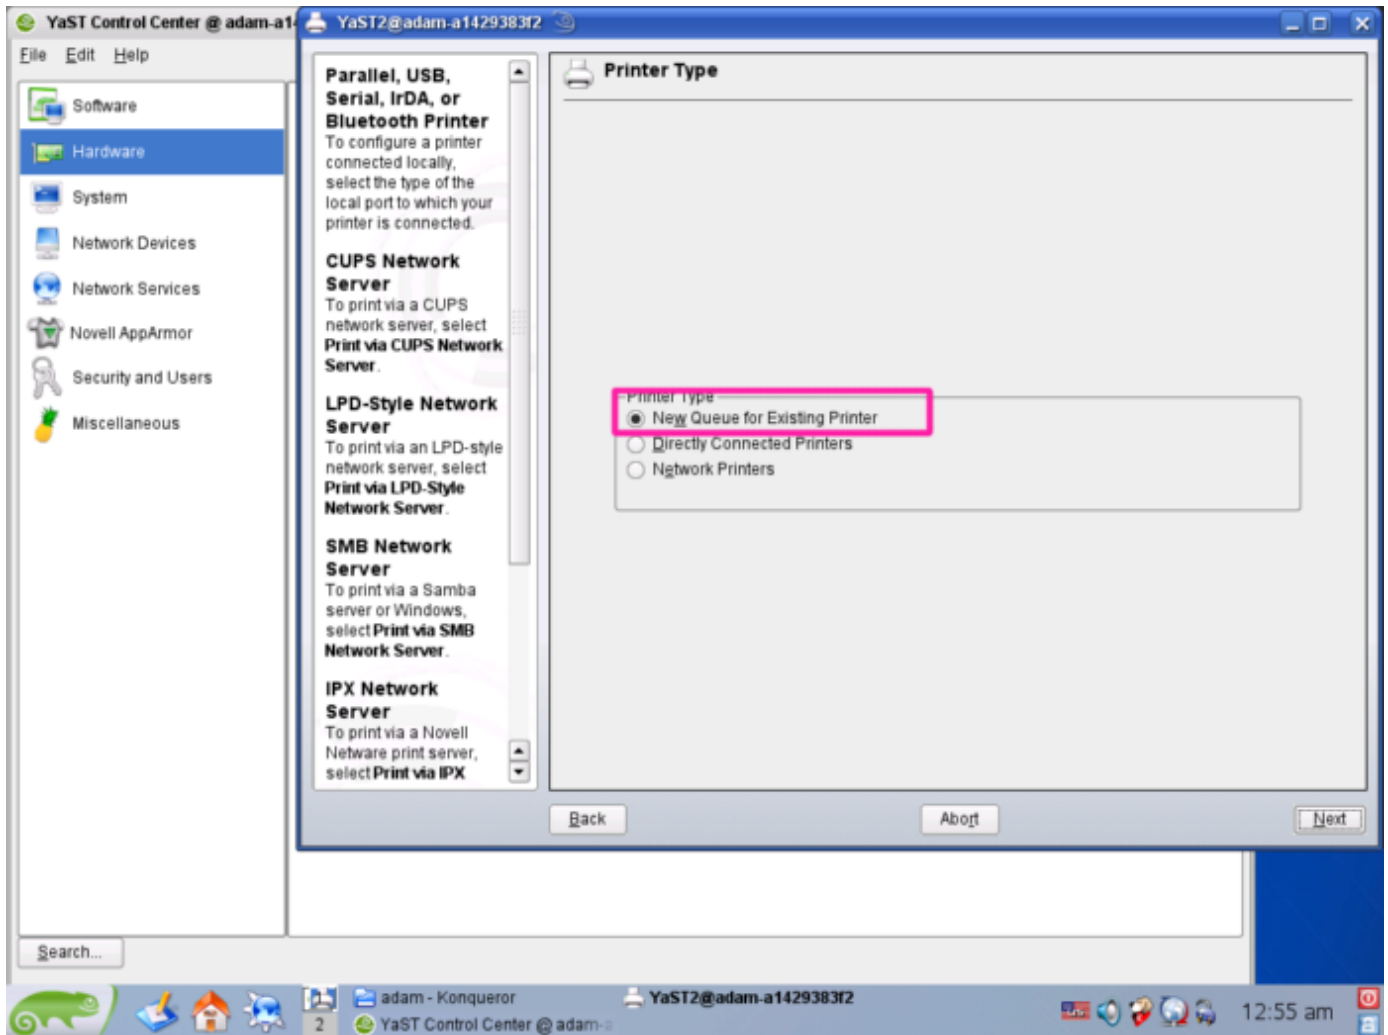 YaST Control Center @ adam-a14
YaST2@adam-a1429383f2
File Edit Help
Software
Hardware
System
Network Devices
Network Services
Novell AppArmor
Security and Users
Miscellaneous
Search...
Parallel, USB,
Serial, IrDA, or
Bluetooth Printer
To configure a printer
connected locally,
select the type of the
local port to which your
printer is connected.
CUPS Network
Server
To print via a CUPS
network server, select
Print via CUPS Network
Server.
LPD-Style Network
Server
To print via an LPD-style
network server, select
Print via LPD-Style
Network Server.
SMB Network
Server
To print via a Samba
server or Windows,
select Print via SMB
Network Server.
IPX Network
Server
To print via a Novell
Netware print server,
select Print via IPX
Printer Type
Printer Type
New Queue for Existing Printer
Directly Connected Printers
Network Printers
Back Abort Next
2
adam - Konqueror
YaST Control Center @ adam-a
YaST2@adam-a1429383f2
12:55 am